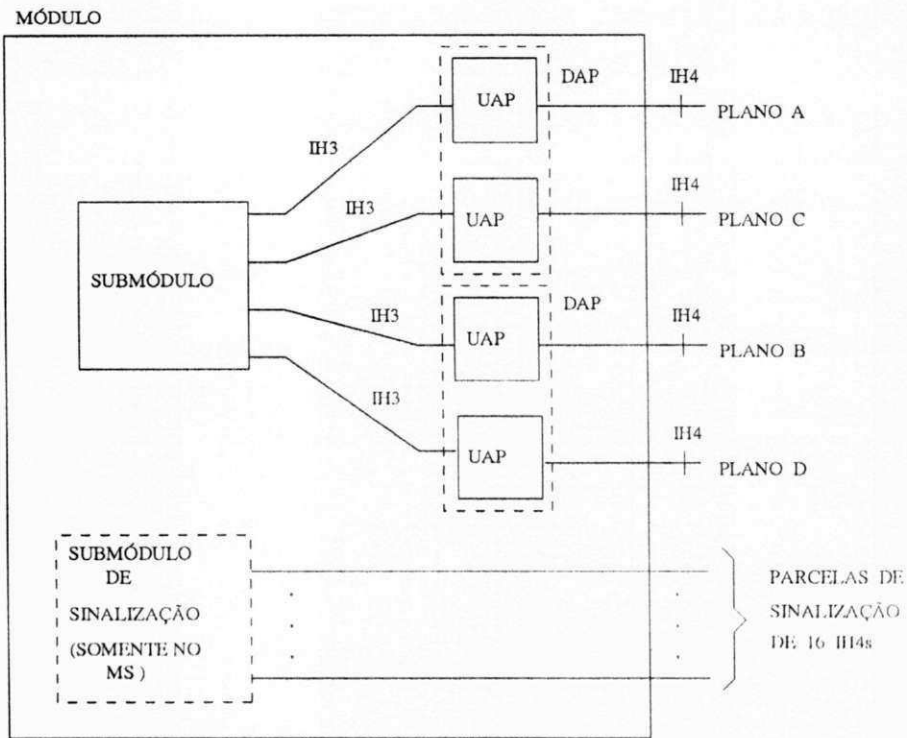 MÓDULO
UAP
DAP
IH4
PLANO A
IH3
IH3
UAP
IH4
PLANO C
SUBMÓDULO
IH3
UAP
DAP
IH4
PLANO B
IH3
UAP
IH4
PLANO D
SUBMÓDULO
DE
SINALIZAÇÃO
(SOMENTE NO
MS )
PARCELAS DE
SINALIZAÇÃO
DE 16 IH4s